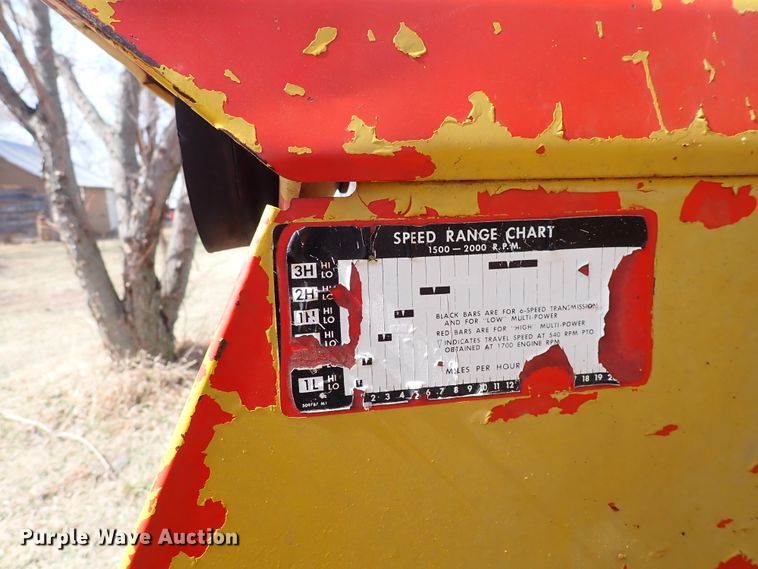 SPEED RANGE CHART
1500 — 2000 R.P.M.
3H HI
LO
2H HI
LO
1H HI
LO
BLACK BARS ARE FOR 6-SPEED TRANSMISSION
AND FOR "LOW" MULTI-POWER
RED BARS ARE FOR "HIGH" MULTI-POWER
INDICATES TRAVEL SPEED AT 540 RPM PTO
OBTAINED AT 1700 ENGINE RPM
MILES PER HOUR
1L HI
LO
2 3 4 5 6 7 8 9 10 11 12 18 19
Purple Wave Auction